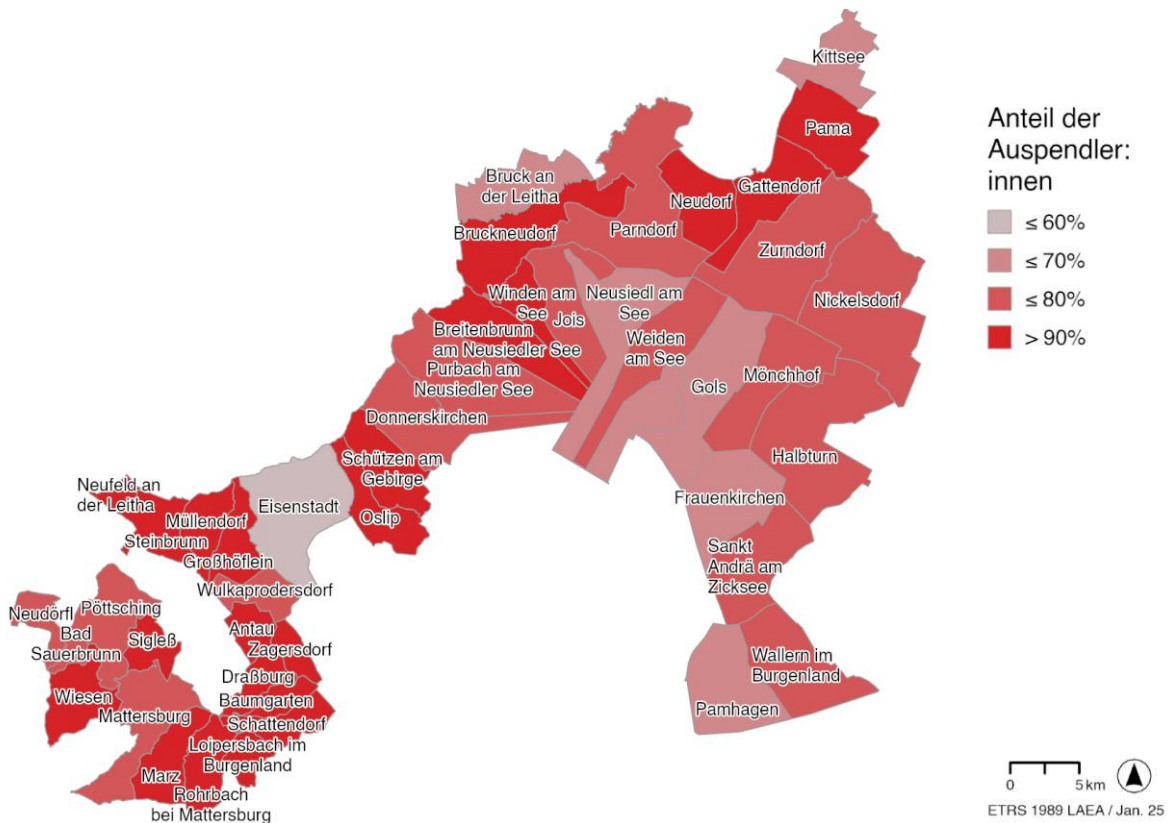 Kittsee
Pama
Bruck an
der Leitha
Gattendorf
Neudorf
Bruckneudorf
Parndorf
Zurndorf
Nickelsdorf
Winden am
See
Neusiedl am
See
Jois
Breitenbrunn
am Neusiedler See
Weiden
am See
Purbach am
Neusiedler See
Gols
Mönchhof
Donnerskirchen
Halbturn
Schützen am
Gebirge
Frauenkirchen
Neufeld an
der Leitha
Eisenstadt
Müllendorf
Oslip
Steinbrunn
Großhöflein
Sankt
Andrä am
Zicksee
Wulkaprodersdorf
Neudörfl
Pöttsching
Bad
Sauerbrunn
Sigleß
Antau
Zagersdorf
Wallern im
Burgenland
Draßburg
Wiesen
Baumgarten
Pamhagen
Mattersburg
Schattendorf
Loipersbach im
Burgenland
Marz
Rohrbach
bei Mattersburg
Anteil der
Auspendler:
innen
≤ 60%
≤ 70%
≤ 80%
> 90%
0 5 km
ETRS 1989 LAEA / Jan. 25